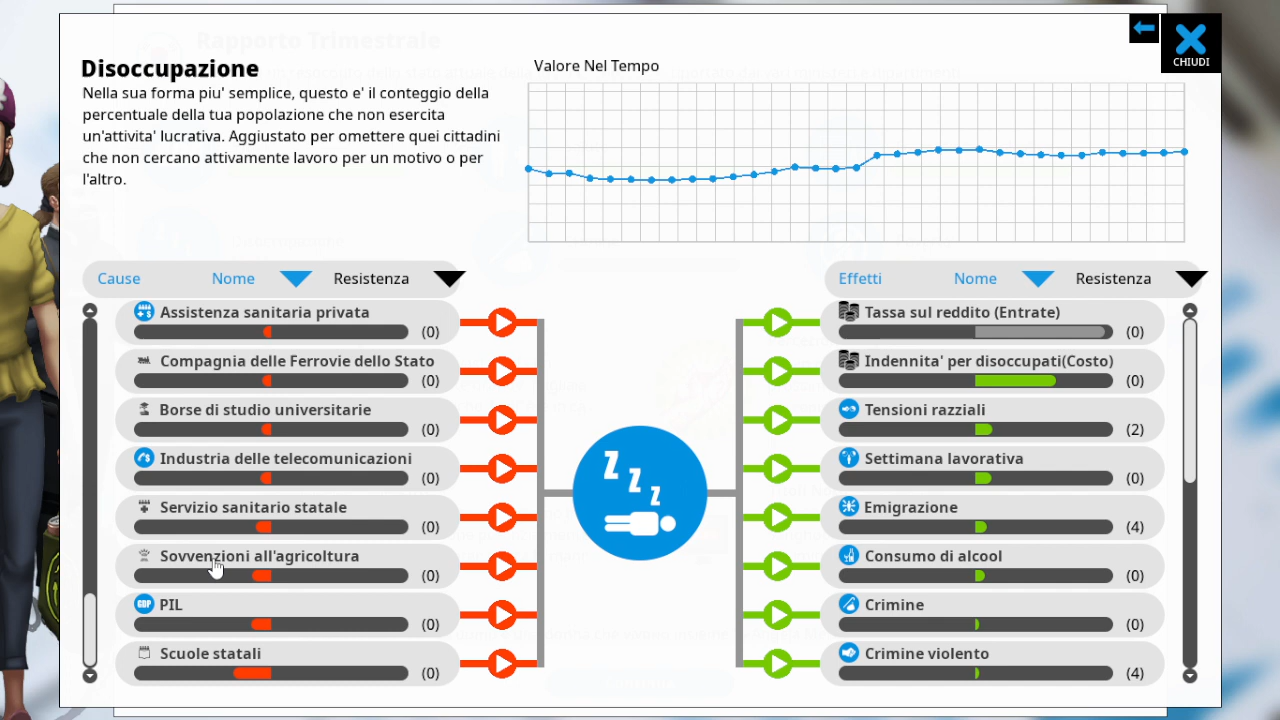 Rapporto Trimestrale
CHIUDI
Disoccupazione
Nella sua forma piu' semplice, questo e' il conteggio della
percentuale della tua popolazione che non esercita
un'attivita' lucrativa. Aggiustato per omettere quei cittadini
che non cercano attivamente lavoro per un motivo o per
l'altro.
Valore Nel Tempo
Cause Nome Resistenza
Assistenza sanitaria privata
(0)
Compagnia delle Ferrovie dello Stato
(0)
Borse di studio universitarie
(0)
Industria delle telecomunicazioni
(0)
Servizio sanitario statale
(0)
Sovvenzioni all'agricoltura
(0)
GDP PIL
(0)
Scuole statali
(0)
z z z
Effetti Nome Resistenza
Tassa sul reddito (Entrate)
(0)
Indennita' per disoccupati(Costo)
(0)
Tensioni razziali
(2)
Settimana lavorativa
(0)
Emigrazione
(4)
Consumo di alcool
(0)
Crimine
(0)
Crimine violento
(4)